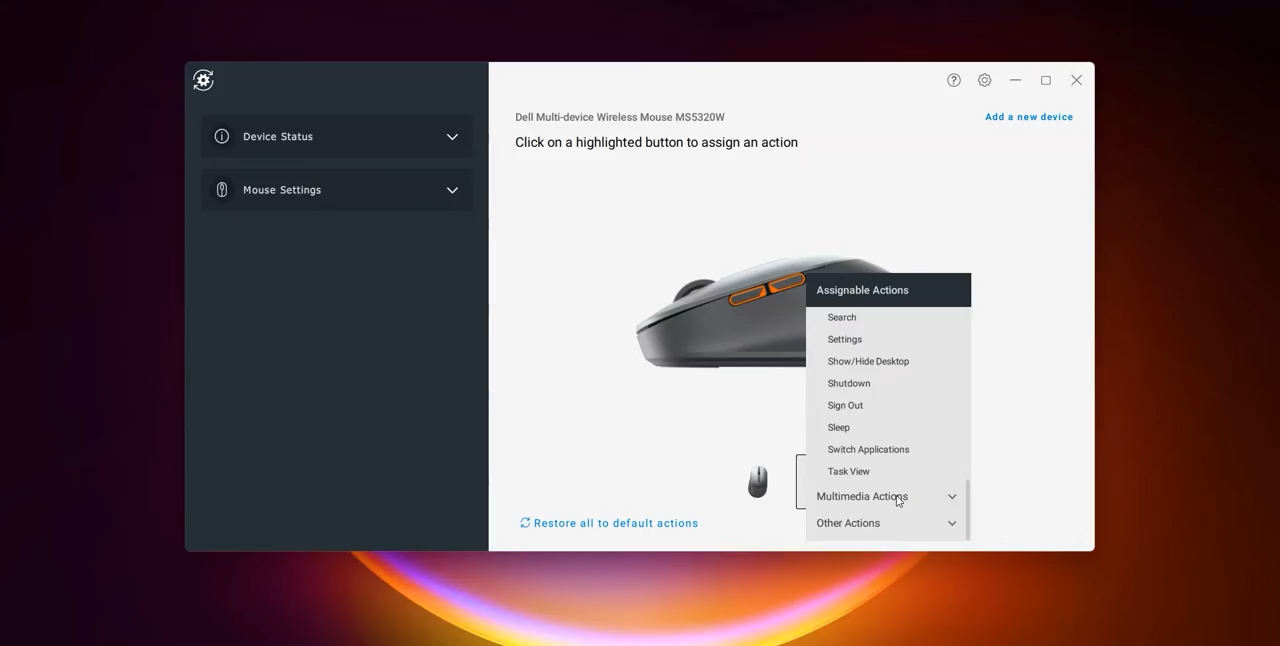 Device Status
Mouse Settings
Dell Multi-device Wireless Mouse MS5320W
Add a new device
Click on a highlighted button to assign an action
Assignable Actions
Search
Settings
Show/Hide Desktop
Shutdown
Sign Out
Sleep
Switch Applications
Task View
Multimedia Actions
Other Actions
Restore all to default actions